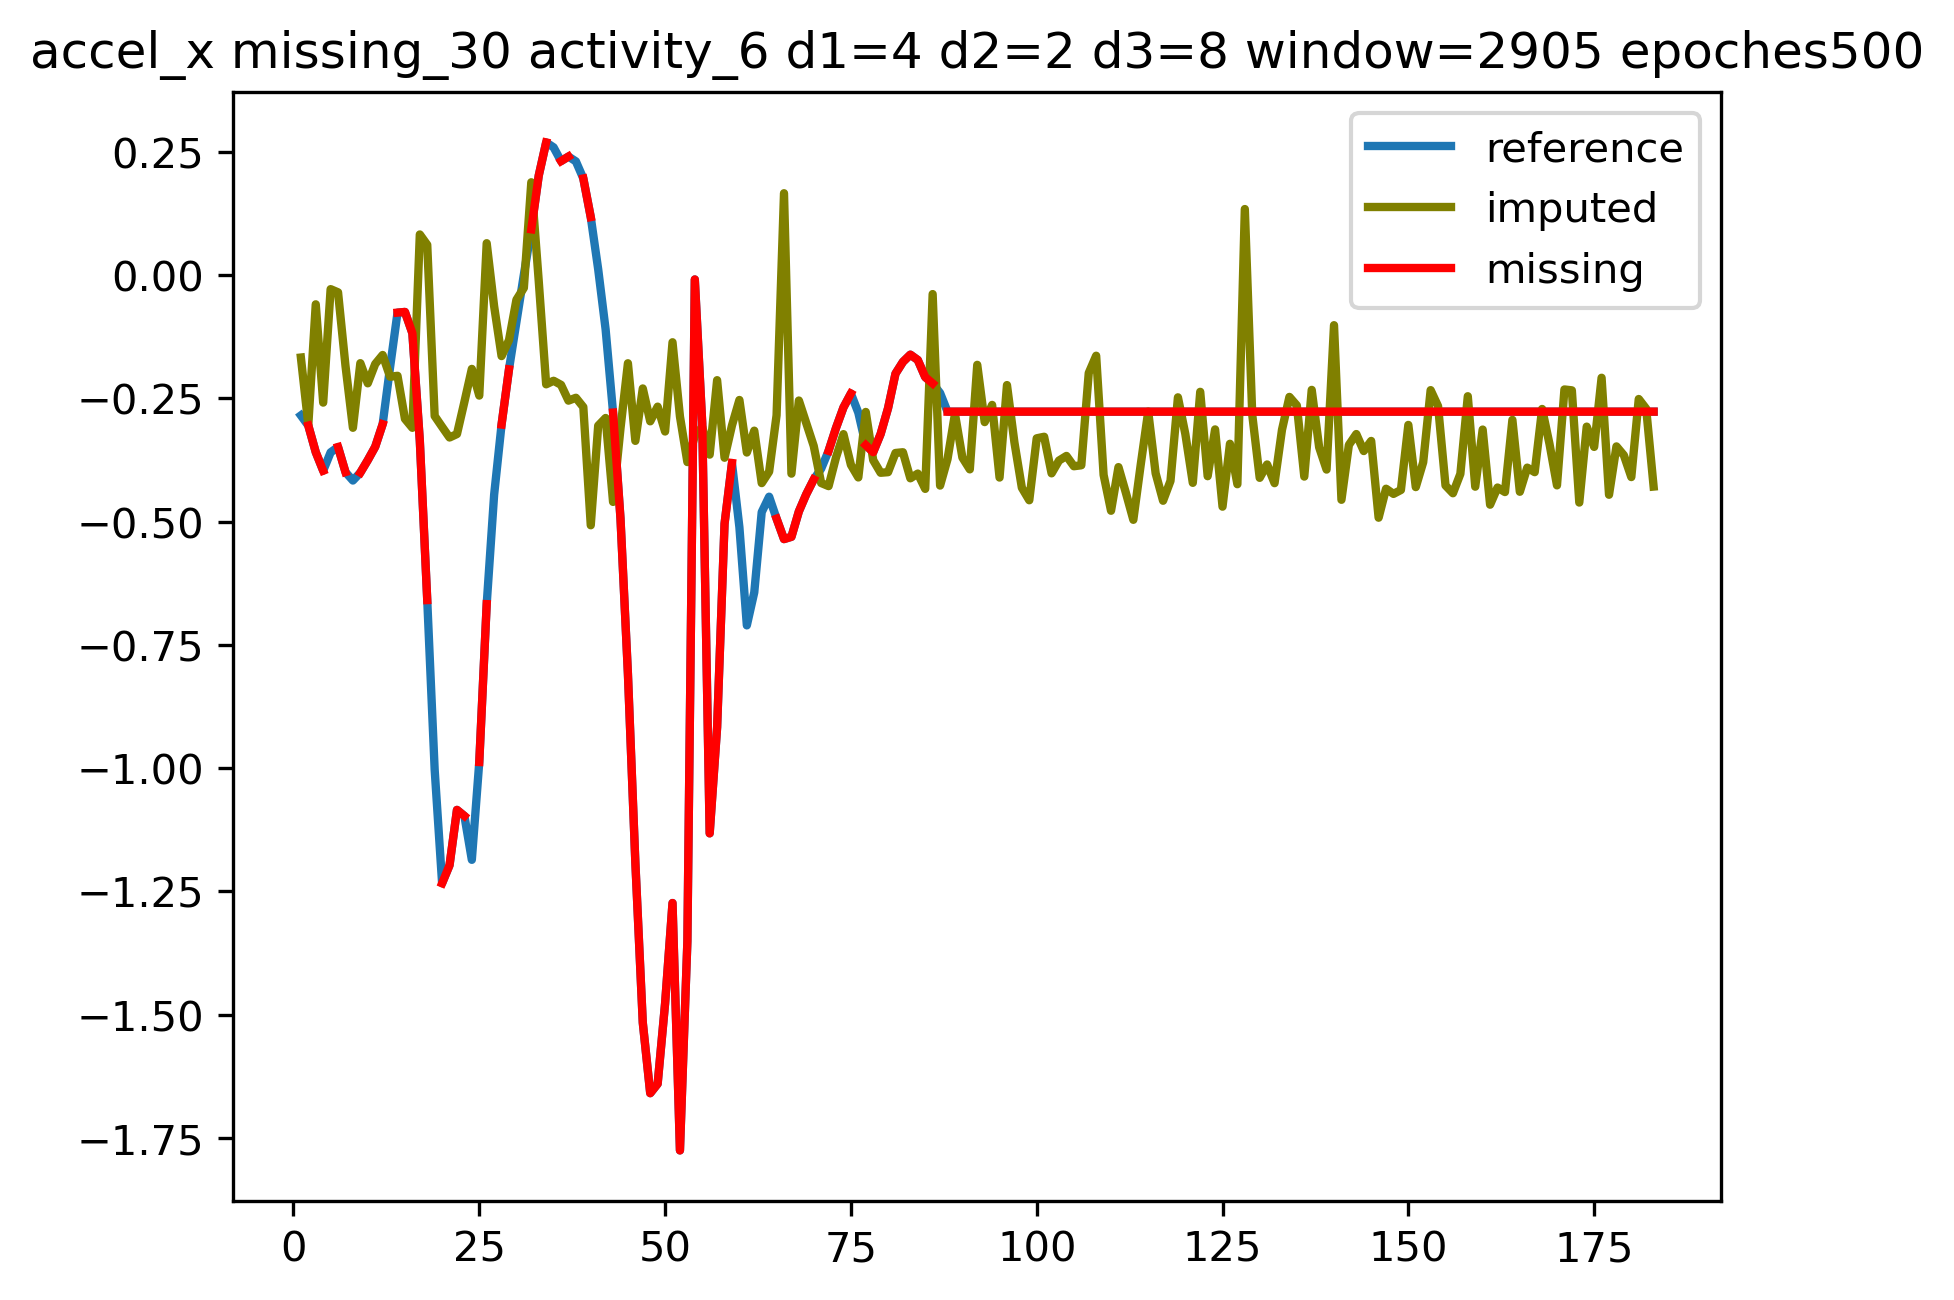 accel_x missing_30 activity_6 d1=4 d2=2 d3=8 window=2905 epoches500
reference
imputed
missing
0.25
0.00
−0.25
−0.50
−0.75
−1.00
−1.25
−1.50
−1.75
0 25 50 75 100 125 150 175